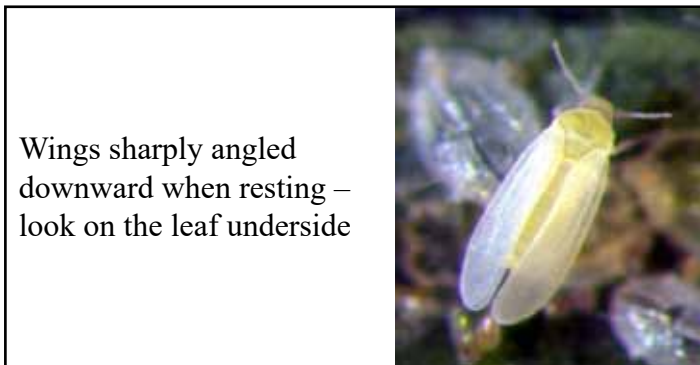 Wings sharply angled
downward when resting –
look on the leaf underside